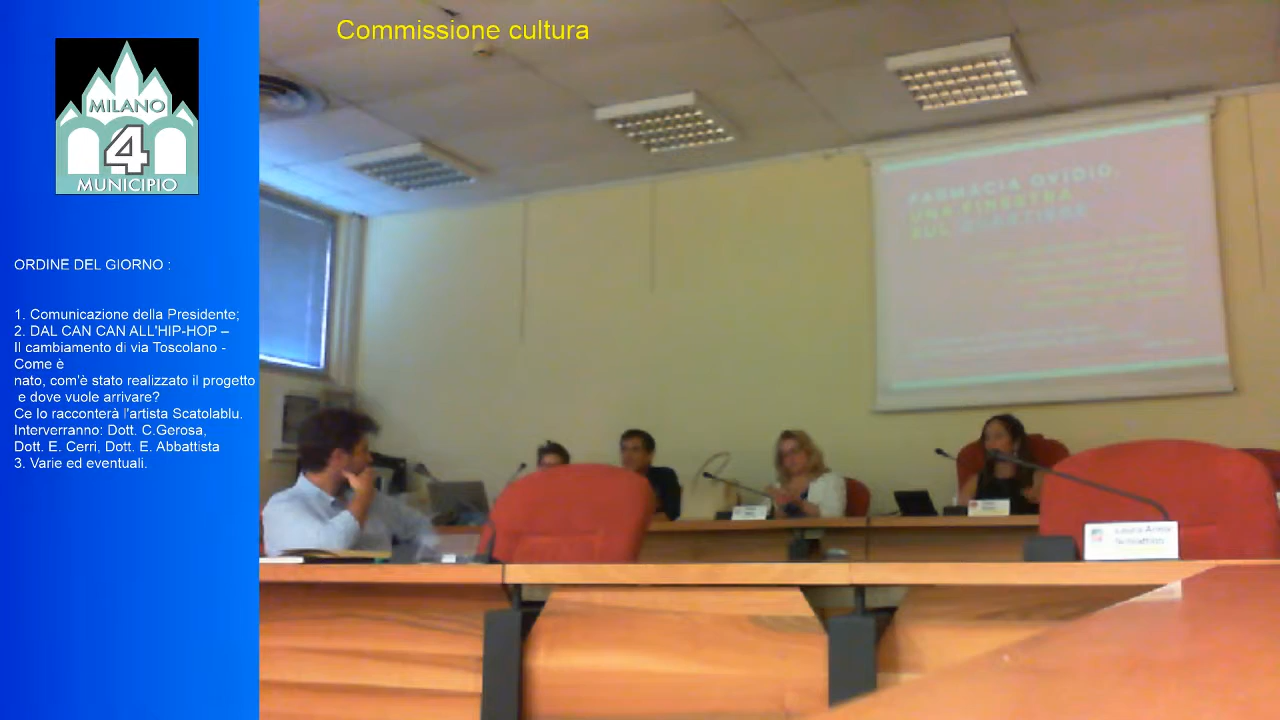 Commissione cultura
MILANO
4
MUNICIPIO
ORDINE DEL GIORNO :
1. Comunicazione della Presidente;
2. DAL CAN CAN ALL'HIP-HOP –
Il cambiamento di via Toscolano -
Come è
nato, com'è stato realizzato il progetto
e dove vuole arrivare?
Ce lo racconterà l'artista Scatolablu.
Interverranno: Dott. C.Gerosa,
Dott. E. Cerri, Dott. E. Abbattista
3. Varie ed eventuali.
FARMACIA OVIDIO.
UNA FINESTRA
SUL QUARTIERE